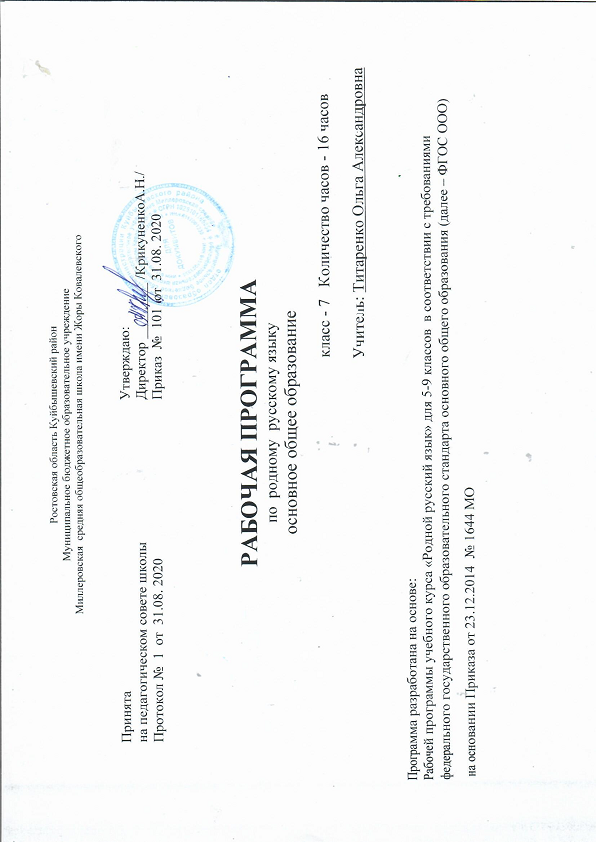 Ростовская область Куйбышевский район
Муниципальное бюджетное образовательное учреждение
Миллеровская средняя общеобразовательная школа имени Жоры Ковалевского
Принята
на педагогическом совете школы
Протокол № 1 от 31.08. 2020
Утверждаю:
Директор /КрикуненкоА.Н./
Приказ № 101 от 31.08. 2020
РАБОЧАЯ ПРОГРАММА
по родному русскому языку
основное общее образование
класс - 7 Количество часов - 16 часов
Учитель: Титаренко Ольга Александровна
Программа разработана на основе:
Рабочей программы учебного курса «Родной русский язык» для 5-9 классов в соответствии с требованиями
федерального государственного образовательного стандарта основного общего образования (далее – ФГОС ООО)
на основании Приказа от 23.12.2014 № 1644 МО